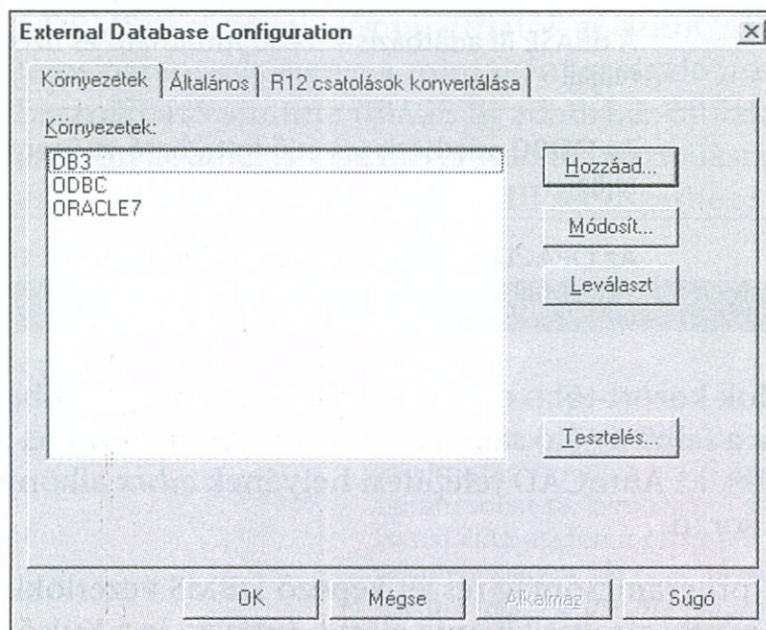 External Database Configuration
Környezetek
Általános
R12 csatolások konvertálása
Környezetek:
DB3
ODBC
ORACLE7
Hozzáad...
Módosít...
Leválaszt
Tesztelés...
OK
Mégse
Alkalmaz
Súgó